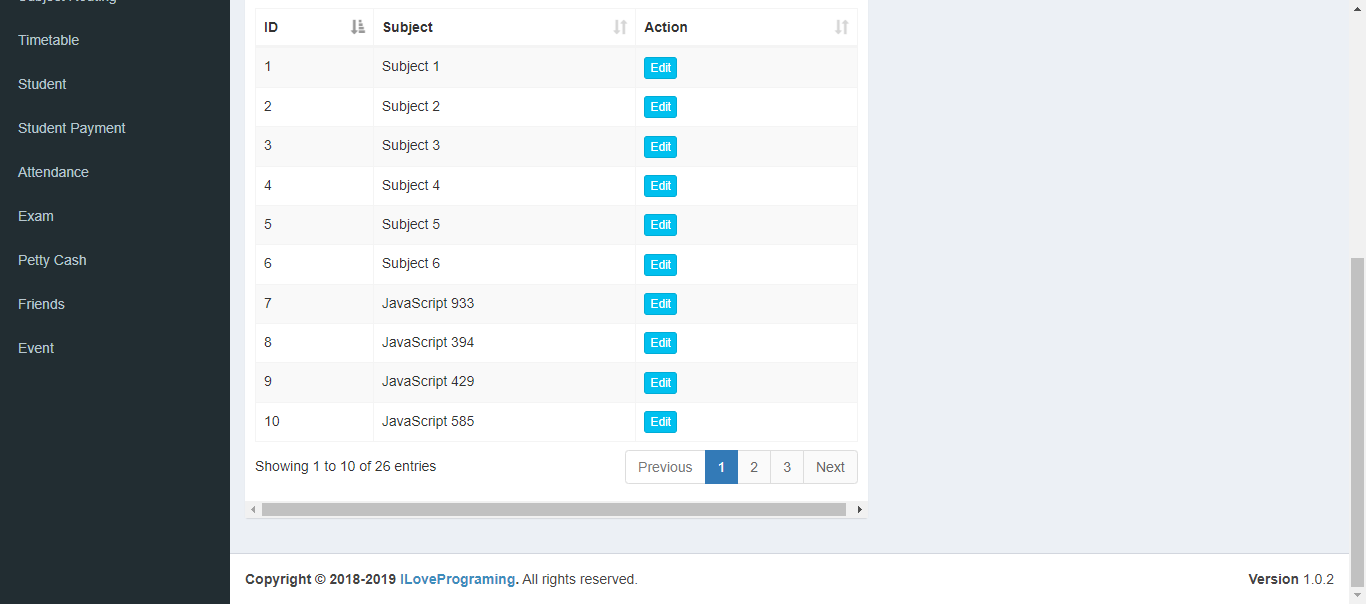 Subject Routing
Timetable
Student
Student Payment
Attendance
Exam
Petty Cash
Friends
Event
ID Subject Action
1 Subject 1 Edit
2 Subject 2 Edit
3 Subject 3 Edit
4 Subject 4 Edit
5 Subject 5 Edit
6 Subject 6 Edit
7 JavaScript 933 Edit
8 JavaScript 394 Edit
9 JavaScript 429 Edit
10 JavaScript 585 Edit
Showing 1 to 10 of 26 entries Previous 1 2 3 Next
Copyright © 2018-2019 ILovePrograming. All rights reserved. Version 1.0.2